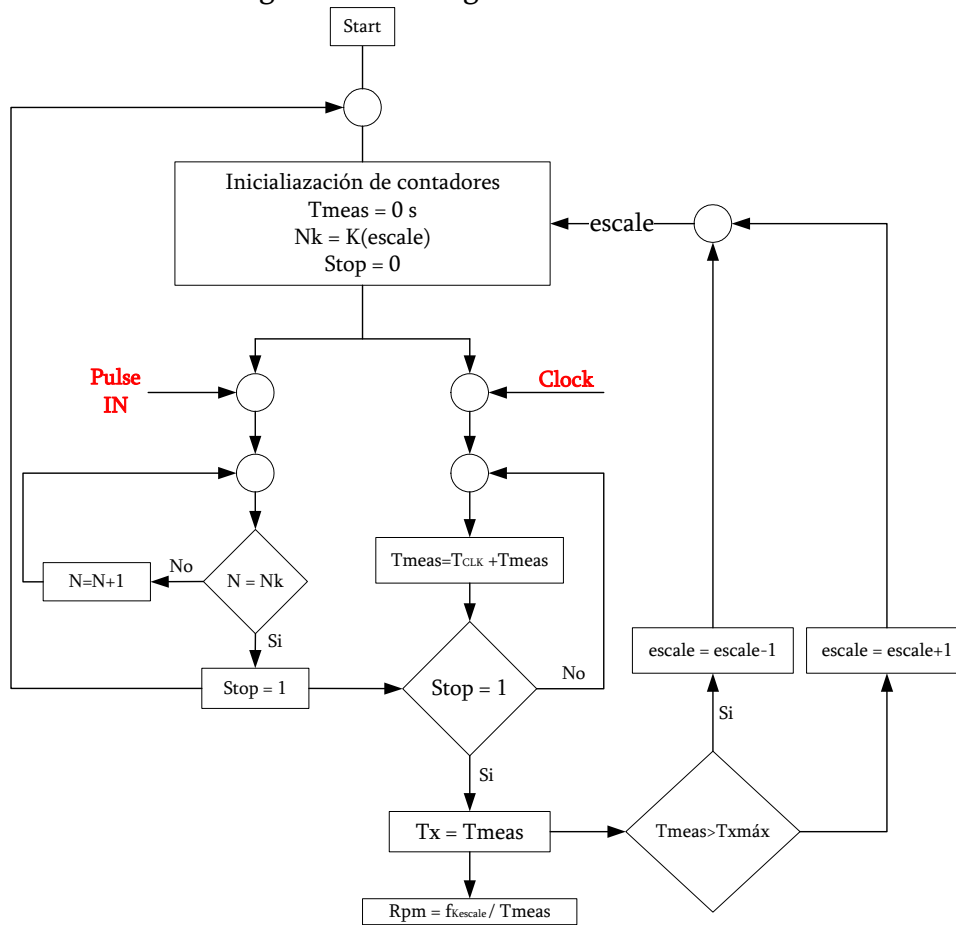 Start
Inicialiazación de contadores
Tmeas = 0 s
Nk = K(escale)
Stop = 0
escale
Pulse
IN
Clock
Tmeas=TCLK +Tmeas
N=N+1
No
N = Nk
Si
Stop = 1
Stop = 1
No
Si
escale = escale-1
escale = escale+1
Si
Tx = Tmeas
Tmeas>Txmáx
Rpm = fKescale / Tmeas